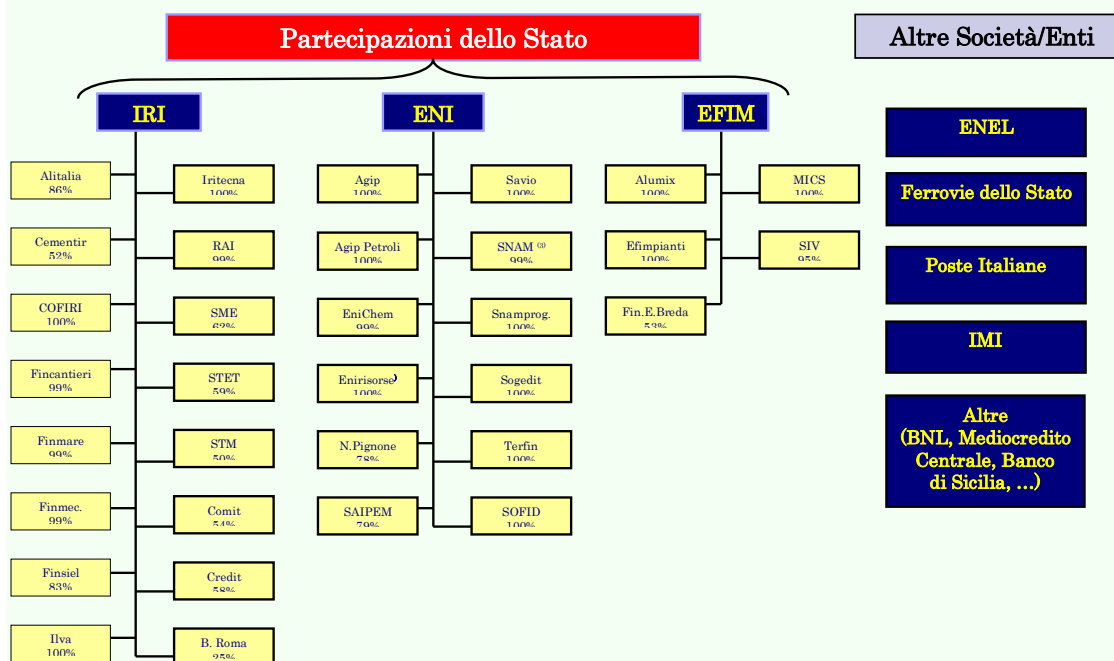 Partecipazioni dello Stato
Altre Società/Enti
IRI
ENI
EFIM
Alitalia
86%
Iritecna
100%
Cementir
52%
RAI
99%
COFIRI
100%
SME
62%
Fincantieri
99%
STET
59%
Finmare
99%
STM
50%
Finmec.
99%
Comit
54%
Finsiel
83%
Credit
58%
Ilva
100%
B. Roma
25%
Agip
100%
Savio
100%
Agip Petroli
100%
SNAM (3)
99%
EniChem
99%
Snamprog.
100%
Enirisorse)
100%
Sogedit
100%
N.Pignone
78%
Terfin
100%
SAIPEM
79%
SOFID
100%
Alumix
100%
MICS
100%
Efimpianti
100%
SIV
95%
Fin.E.Breda
53%
ENEL
Ferrovie dello Stato
Poste Italiane
IMI
Altre
(BNL, Mediocredito
Centrale, Banco
di Sicilia, …)